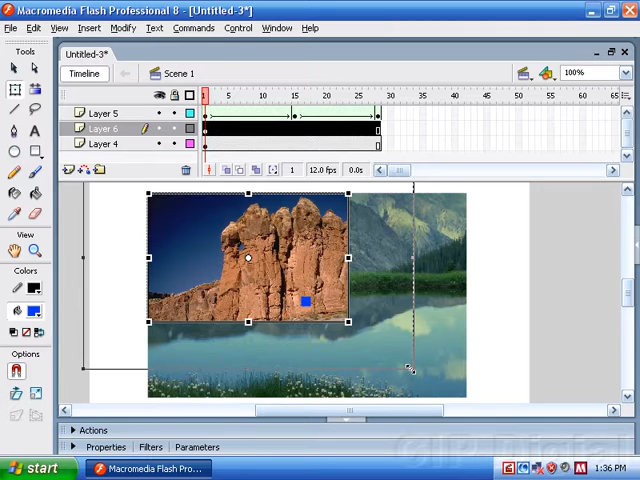 Macromedia Flash Professional 8 - [Untitled-3*]
File Edit View Insert Modify Text Commands Control Window Help
Tools
Untitled-3*
Timeline Scene 1 100%
1 5 10 15 20 25 30 35 40 45 50 55 60 65
Layer 5
Layer 6
Layer 4
1 12.0 fps 0.0s
View
Colors
Options
Actions
Properties Filters Parameters
start Macromedia Flash Pro... 1:36 PM